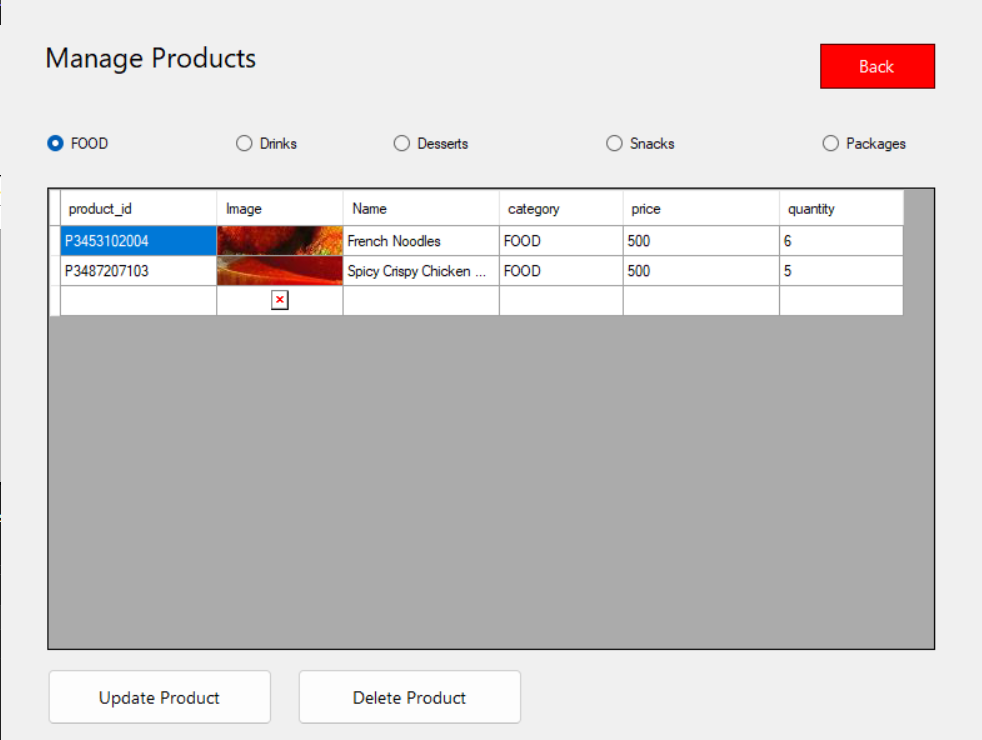 Manage Products
Back
FOOD Drinks Desserts Snacks Packages
product_id Image Name category price quantity
P3453102004 French Noodles FOOD 500 6
P3487207103 Spicy Crispy Chicken ... FOOD 500 5
Update Product Delete Product